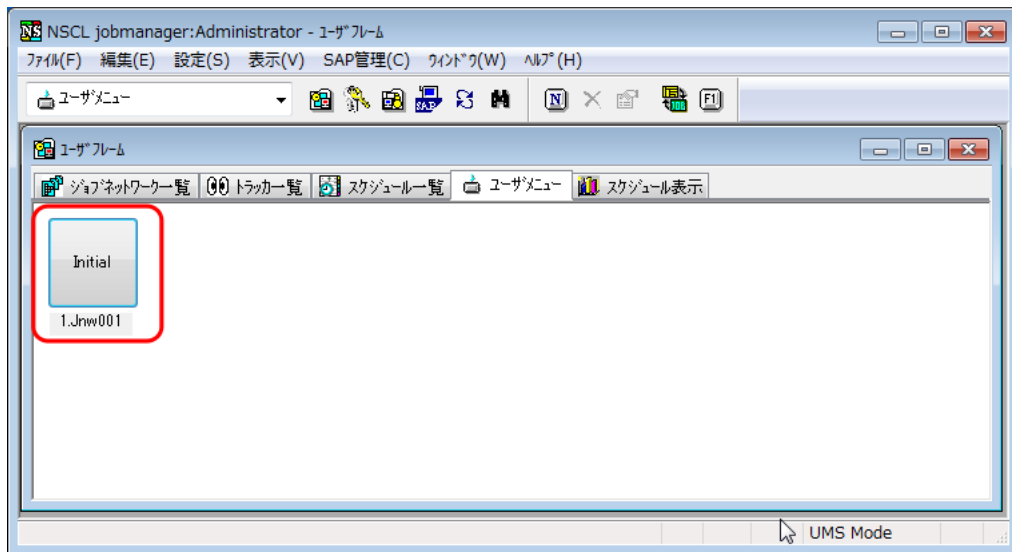 NSCL jobmanager:Administrator - ﾕｰｻﾞﾌﾚｰﾑ
ﾌｧｲﾙ(F) 編集(E) 設定(S) 表示(V) SAP管理(C) ｳｨﾝﾄﾞｳ(W) ﾍﾙﾌﾟ(H)
ﾕｰｻﾞﾒﾆｭｰ
ﾕｰｻﾞﾌﾚｰﾑ
ｼﾞｮﾌﾞﾈｯﾄﾜｰｸ一覧 ﾄﾗｯｶ一覧 ｽｹｼﾞｭｰﾙ一覧 ﾕｰｻﾞﾒﾆｭｰ ｽｹｼﾞｭｰﾙ表示
Initial
1.Jnw001
UMS Mode